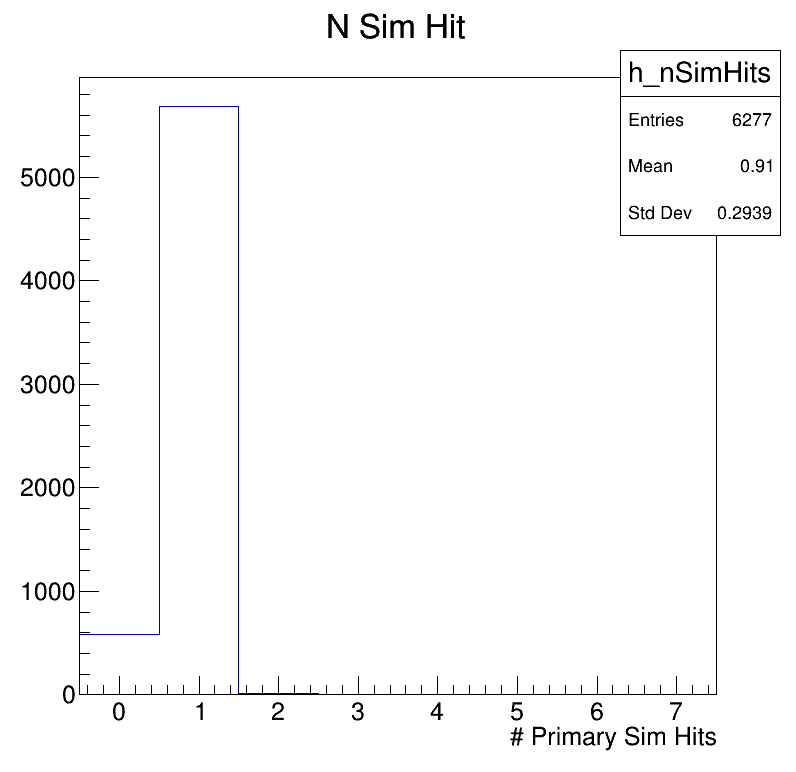 N Sim Hit
h_nSimHits
Entries 6277
Mean 0.91
Std Dev 0.2939
5000
4000
3000
2000
1000
0
0 1 2 3 4 5 6 7
# Primary Sim Hits